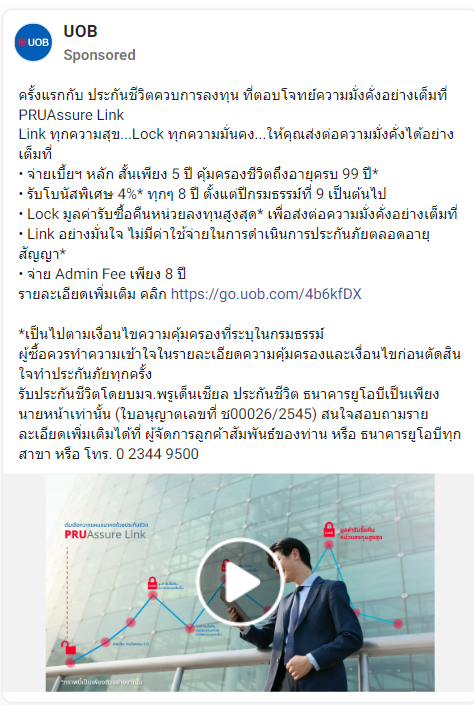 UOB
UOB
Sponsored
ครั้งแรกกับ ประกันชีวิตควบการลงทุน ที่ตอบโจทย์ความมั่งคั่งอย่างเต็มที่
PRUAssure Link
Link ทุกความสุข...Lock ทุกความมั่นคง...ให้คุณส่งต่อความมั่งคั่งได้อย่าง
เต็มที่
• จ่ายเบี้ยฯ หลัก สั้นเพียง 5 ปี คุ้มครองชีวิตถึงอายุครบ 99 ปี*
• รับโบนัสพิเศษ 4%* ทุกๆ 8 ปี ตั้งแต่ปีกรมธรรม์ที่ 9 เป็นต้นไป
• Lock มูลค่ารับซื้อคืนหน่วยลงทุนสูงสุด* เพื่อส่งต่อความมั่งคั่งอย่างเต็มที่
• Link อย่างมั่นใจ ไม่มีค่าใช้จ่ายในการดำเนินการประกันภัยตลอดอายุ
สัญญา*
• จ่าย Admin Fee เพียง 8 ปี
รายละเอียดเพิ่มเติม คลิก https://go.uob.com/4b6kfDX
*เป็นไปตามเงื่อนไขความคุ้มครองที่ระบุในกรมธรรม์
ผู้ซื้อควรทำความเข้าใจในรายละเอียดความคุ้มครองและเงื่อนไขก่อนตัดสิน
ใจทำประกันภัยทุกครั้ง
รับประกันชีวิตโดยบมจ.พรูเด็นเชียล ประกันชีวิต ธนาคารยูโอบีเป็นเพียง
นายหน้าเท่านั้น (ใบอนุญาตเลขที่ ช00026/2545) สนใจสอบถามราย
ละเอียดเพิ่มเติมได้ที่ ผู้จัดการลูกค้าสัมพันธ์ของท่าน หรือ ธนาคารยูโอบีทุก
สาขา หรือ โทร. 0 2344 9500
PRUAssure Link
มูลค่ารับซื้อคืน
หน่วยลงทุนสูงสุด